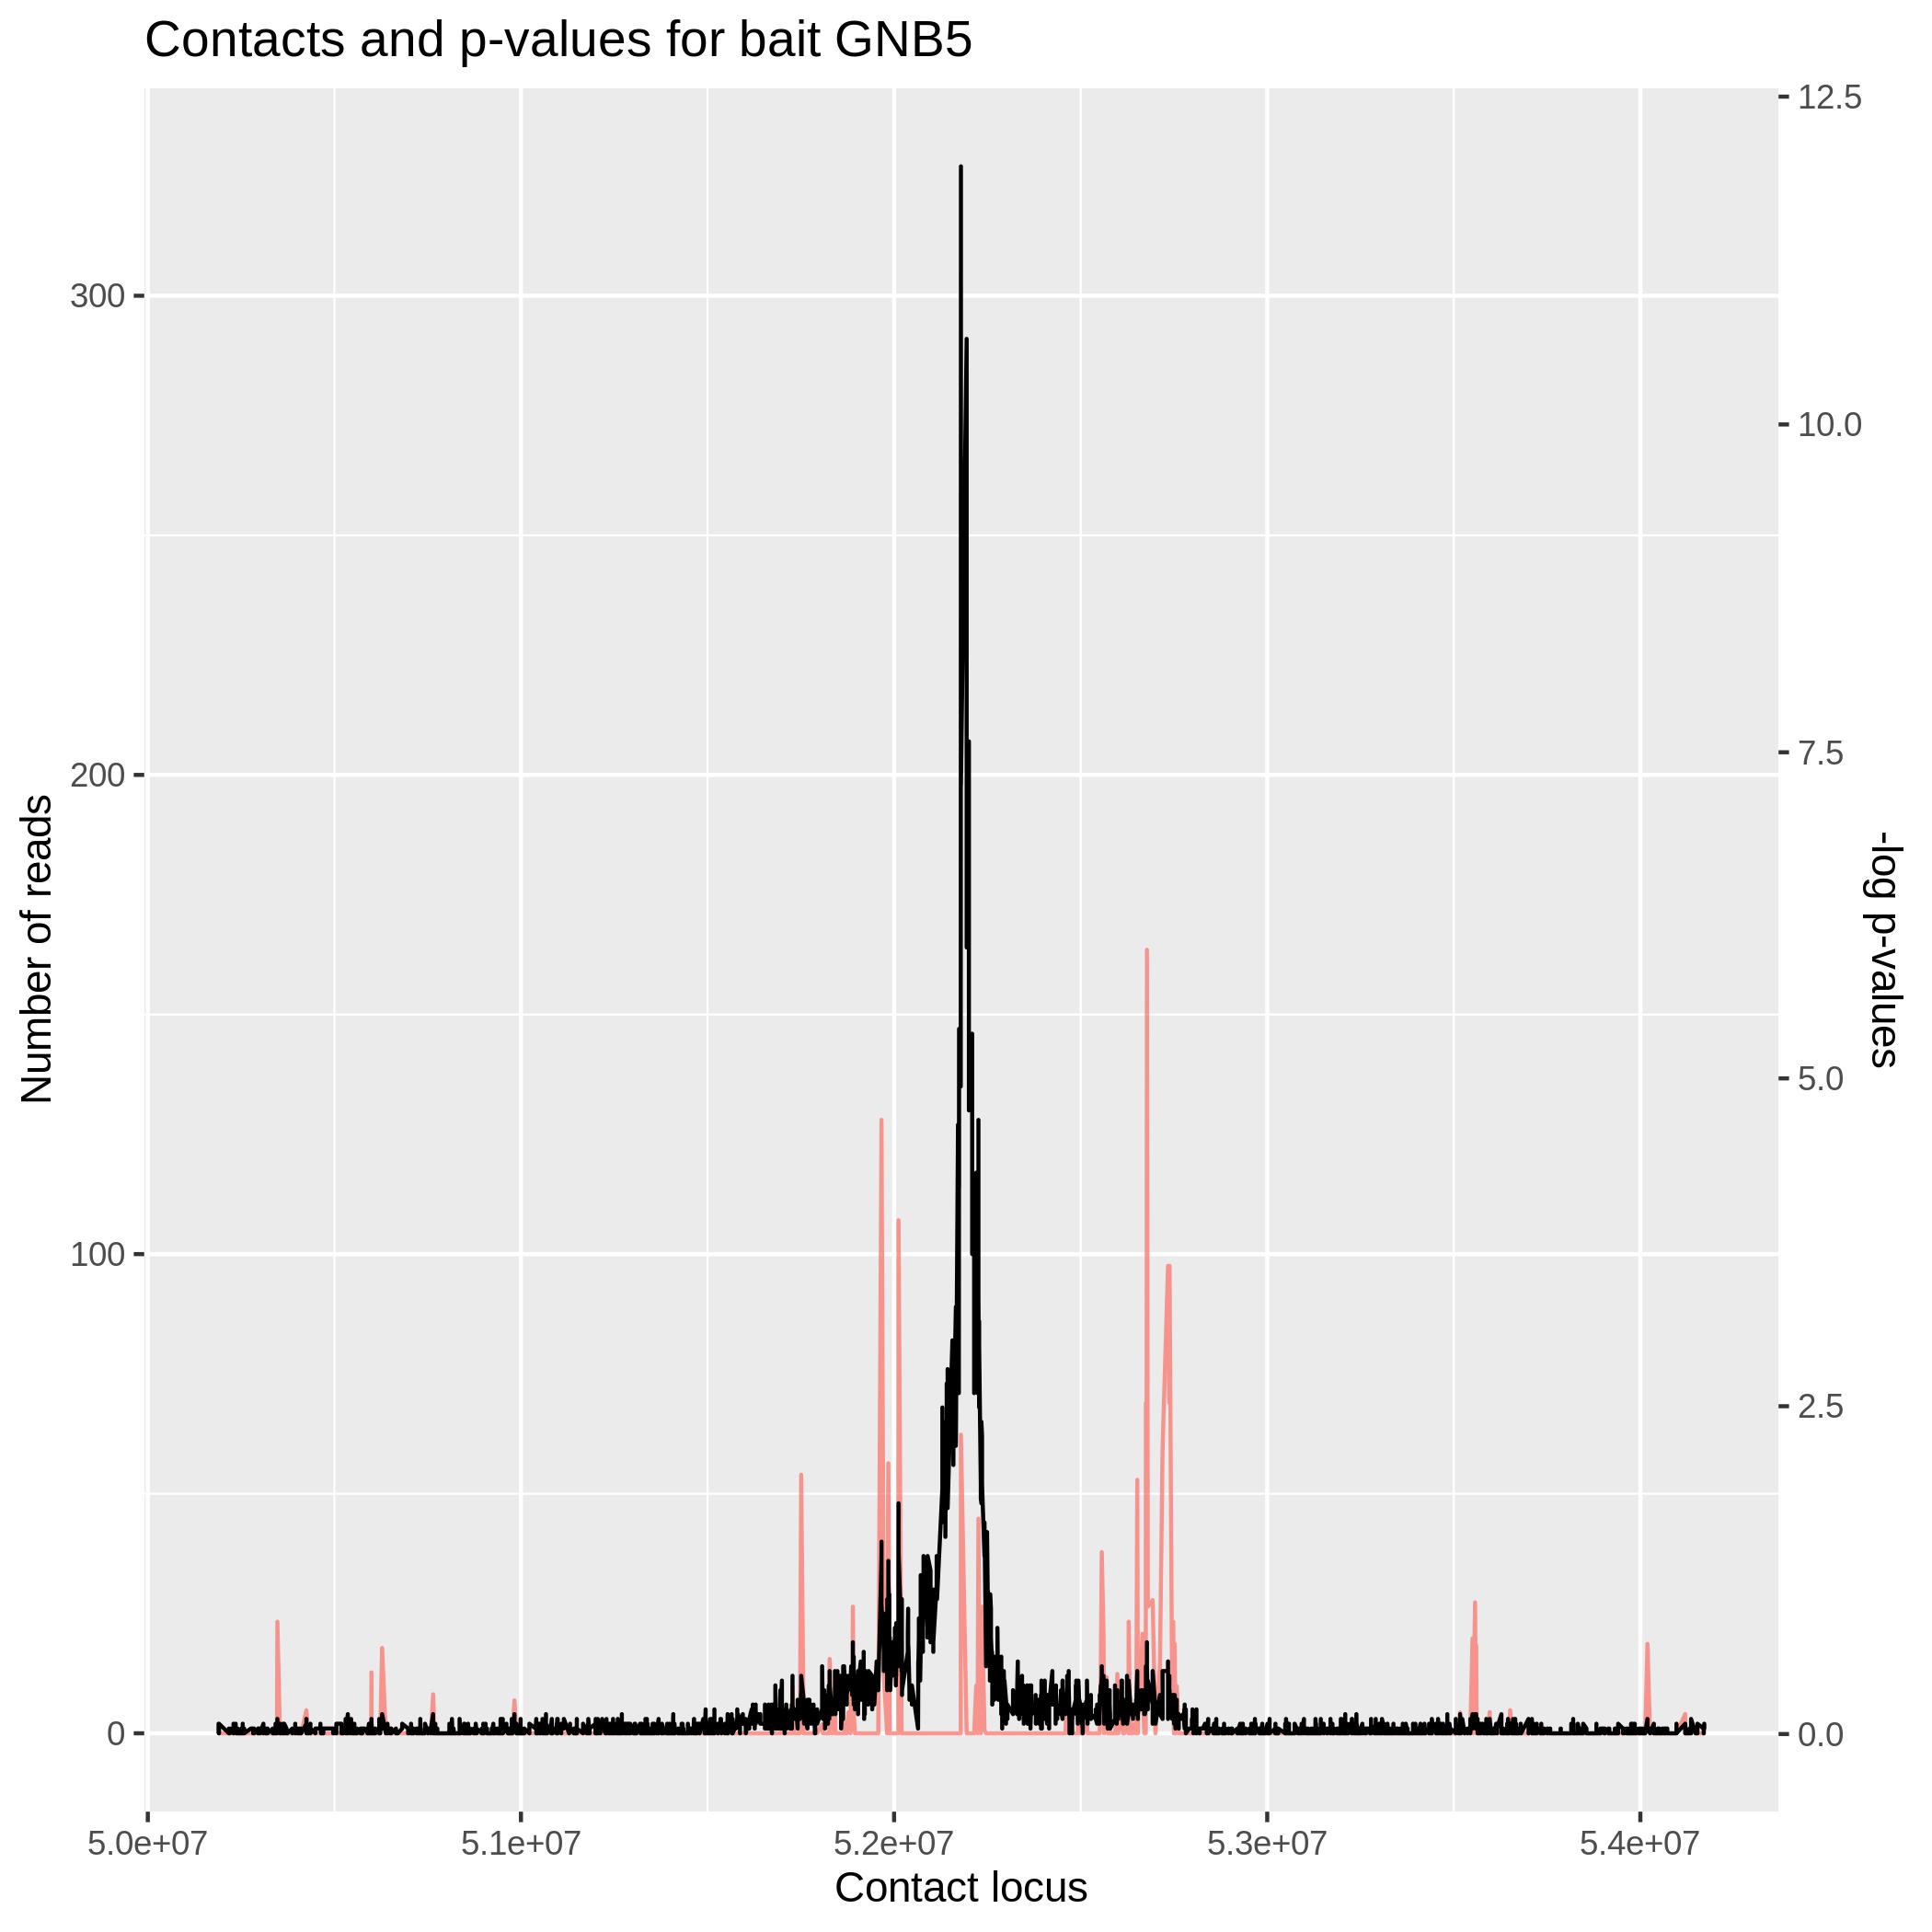 Contacts and p-values for bait GNB5
Number of reads
300
200
100
0
12.5
10.0
7.5
5.0
2.5
0.0
-log p-values
5.0e+07
5.1e+07
5.2e+07
5.3e+07
5.4e+07
Contact locus